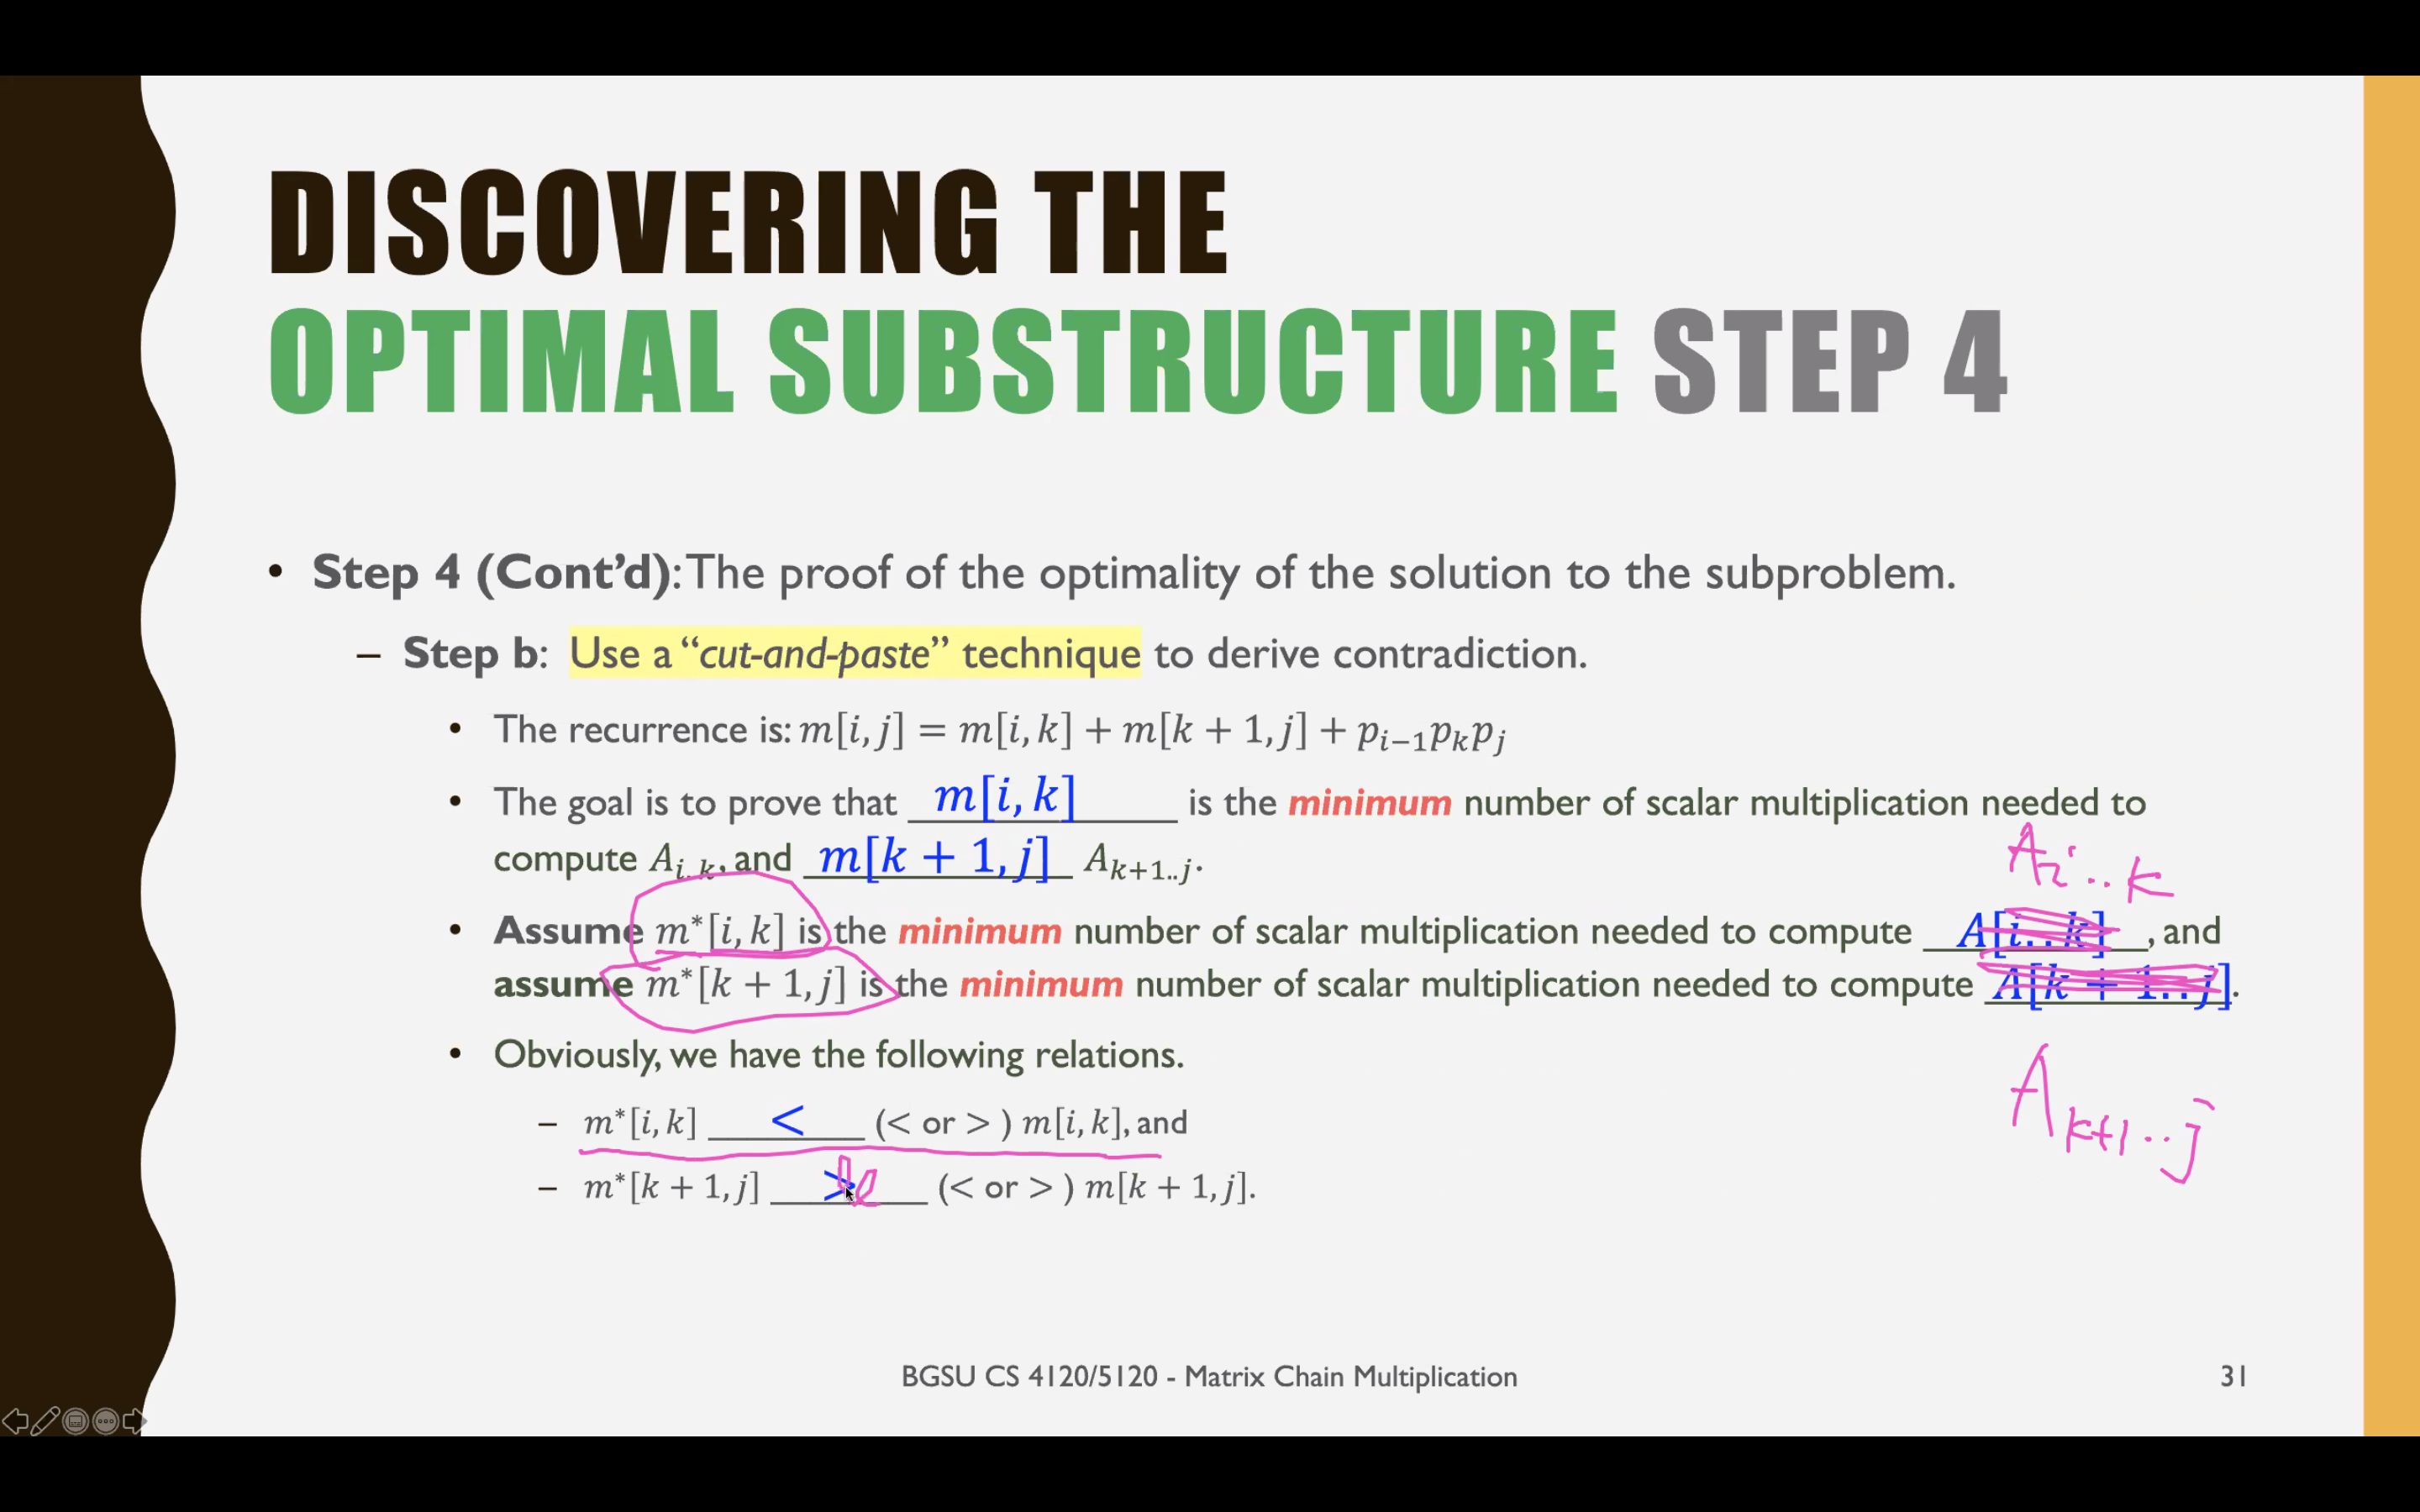 DISCOVERING THE
OPTIMAL SUBSTRUCTURE STEP 4
• Step 4 (Cont’d): The proof of the optimality of the solution to the subproblem.
– Step b: Use a “cut-and-paste” technique to derive contradiction.
• The recurrence is: m[i, j] = m[i, k] + m[k + 1, j] + p_{i−1}p_kp_j
• The goal is to prove that m[i, k] is the minimum number of scalar multiplication needed to
compute A_{i..k}, and m[k + 1, j] A_{k+1..j}.
A_{i..k}
• Assume m*[i, k] is the minimum number of scalar multiplication needed to compute A[i..k], and
assume m*[k + 1, j] is the minimum number of scalar multiplication needed to compute A[k + 1..j].
• Obviously, we have the following relations.
A_{k+1..j}
– m*[i, k] < (< or > ) m[i, k], and
– m*[k + 1, j] > (< or > ) m[k + 1, j].
BGSU CS 4120/5120 - Matrix Chain Multiplication 31